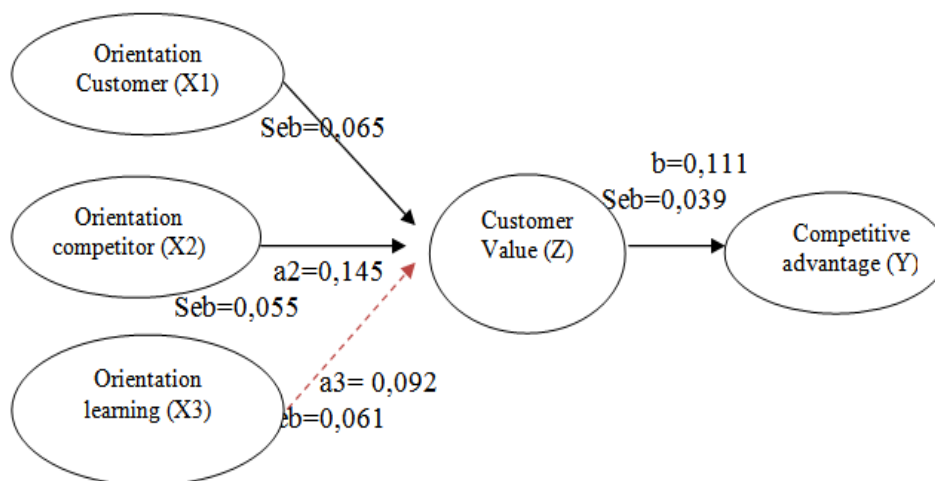 Orientation
Customer (X1)
Seb=0,065
b=0,111
Seb=0,039
Orientation
competitor (X2)
Customer
Value (Z)
Competitive
advantage (Y)
a2=0,145
Seb=0,055
Orientation
learning (X3)
a3= 0,092
eb=0,061